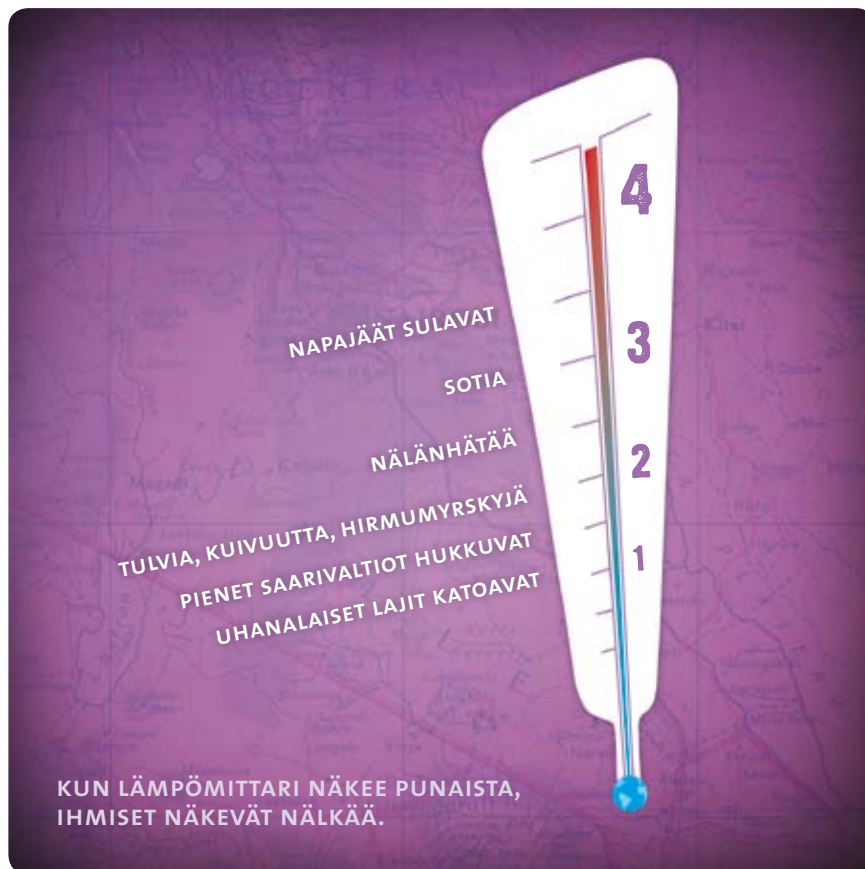 CENTRAL
4
NAPAJÄÄT SULAVAT
3
SOTIA
NÄLÄNHÄTÄÄ
2
TULVIA, KUIVUUTTA, HIRMUMYRSKYJÄ
PIENET SAARIVALTIOT HUKKUVAT
1
UHANALAISET LAJIT KATOAVAT
KUN LÄMPÖMITTARI NÄKEE PUNAISTA,
IHMISET NÄKEVÄT NÄLKÄÄ.